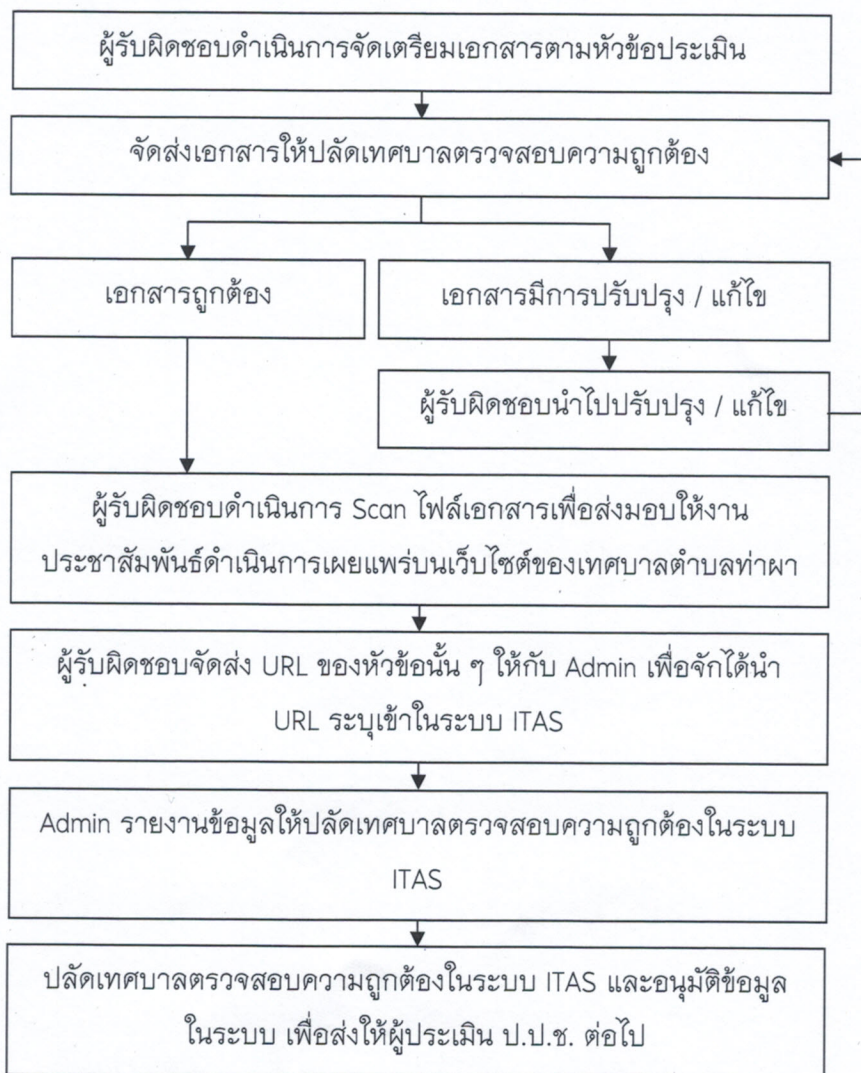 ผู้รับผิดชอบดำเนินการจัดเตรียมเอกสารตามหัวข้อประเมิน
จัดส่งเอกสารให้ปลัดเทศบาลตรวจสอบความถูกต้อง
เอกสารถูกต้อง
เอกสารมีการปรับปรุง / แก้ไข
ผู้รับผิดชอบนำไปปรับปรุง / แก้ไข
ผู้รับผิดชอบดำเนินการ Scan ไฟล์เอกสารเพื่อส่งมอบให้งาน
ประชาสัมพันธ์ดำเนินการเผยแพร่บนเว็บไซต์ของเทศบาลตำบลท่าผา
ผู้รับผิดชอบจัดส่ง URL ของหัวข้อนั้น ๆ ให้กับ Admin เพื่อจักได้นำ
URL ระบุเข้าในระบบ ITAS
Admin รายงานข้อมูลให้ปลัดเทศบาลตรวจสอบความถูกต้องในระบบ
ITAS
ปลัดเทศบาลตรวจสอบความถูกต้องในระบบ ITAS และอนุมัติข้อมูล
ในระบบ เพื่อส่งให้ผู้ประเมิน ป.ป.ช. ต่อไป